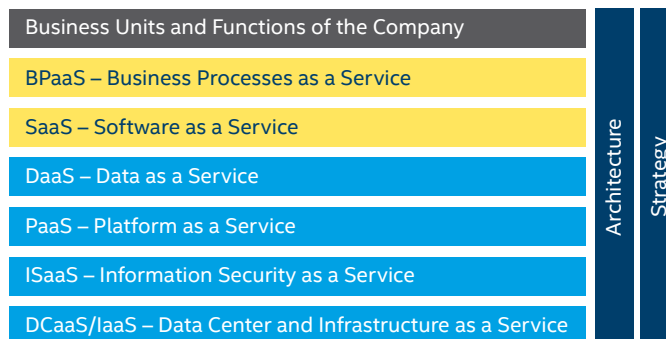 Business Units and Functions of the Company
BPaaS – Business Processes as a Service
SaaS – Software as a Service
DaaS – Data as a Service
PaaS – Platform as a Service
ISaaS – Information Security as a Service
DCaaS/IaaS – Data Center and Infrastructure as a Service
Architecture
Strategy